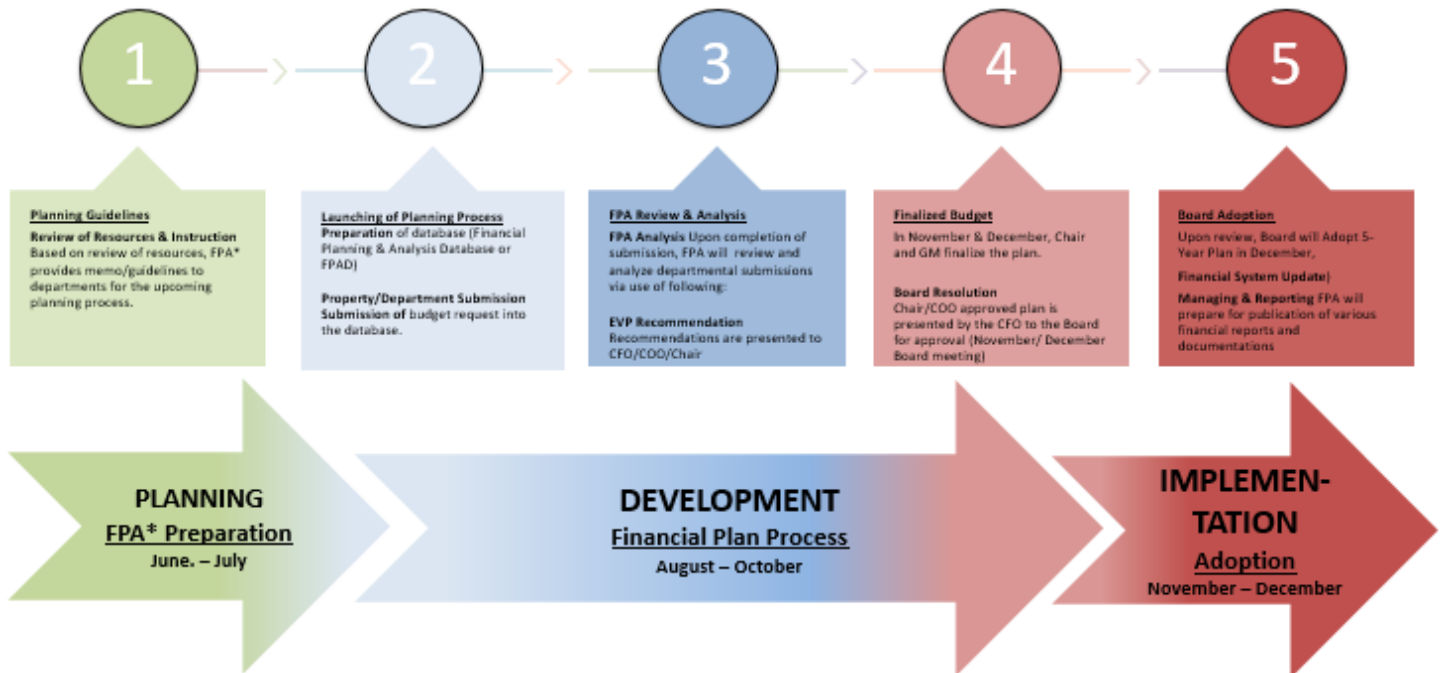 1
2
3
4
5
Planning Guidelines
Review of Resources & Instruction
Based on review of resources, FPA*
provides memo/guidelines to
departments for the upcoming
planning process.
Launching of Planning Process
Preparation of database (Financial
Planning & Analysis Database or
FPAD)
Property/Department Submission
Submission of budget request into
the database.
FPA Review & Analysis
FPA Analysis Upon completion of
submission, FPA will review and
analyze departmental submissions
via use of following:
EVP Recommendation
Recommendations are presented to
CFO/COO/Chair
Finalized Budget
In November & December, Chair
and GM finalize the plan.
Board Resolution
Chair/COO approved plan is
presented by the CFO to the Board
for approval (November/ December
Board meeting)
Board Adoption
Upon review, Board will Adopt 5-
Year Plan in December,
Financial System Update)
Managing & Reporting FPA will
prepare for publication of various
financial reports and
documentations
PLANNING
FPA* Preparation
June. – July
DEVELOPMENT
Financial Plan Process
August – October
IMPLEMEN-
TATION
Adoption
November – December